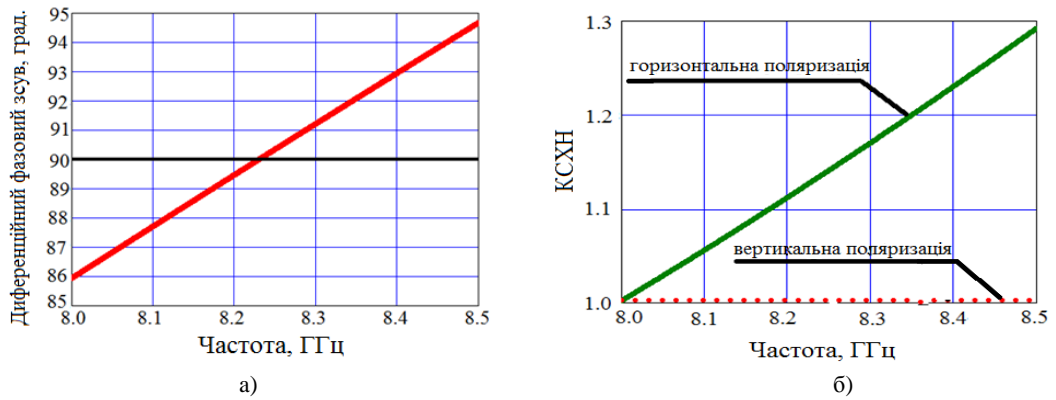 Диференційний фазовий зсув, град.
95
94
93
92
91
90
89
88
87
86
85
8.0 8.1 8.2 8.3 8.4 8.5
Частота, ГГц
а)
КСХН
1.3
1.2
1.1
1.0
горизонтальна поляризація
вертикальна поляризація
8.0 8.1 8.2 8.3 8.4 8.5
Частота, ГГц
б)